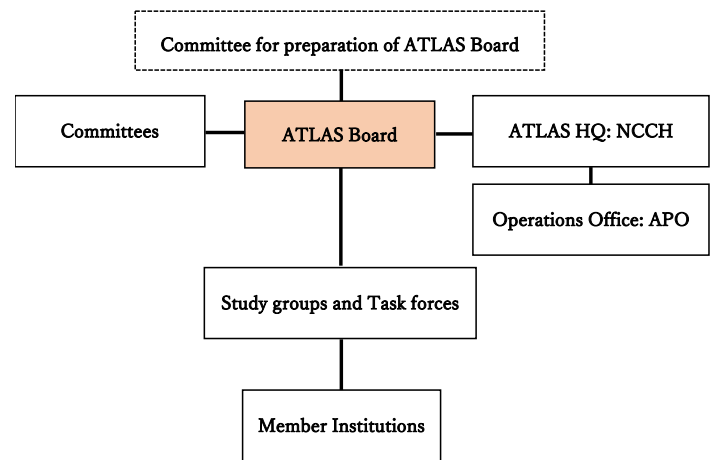 Committee for preparation of ATLAS Board
Committees
ATLAS Board
ATLAS HQ: NCCH
Operations Office: APO
Study groups and Task forces
Member Institutions